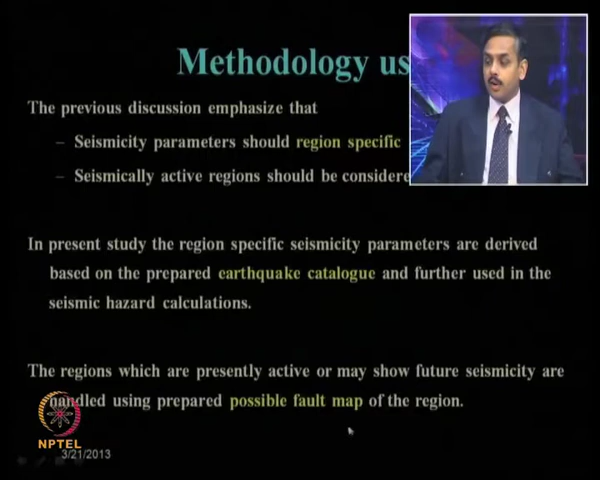 Methodology us
The previous discussion emphasize that
– Seismicity parameters should region specific
– Seismically active regions should be considere
In present study the region specific seismicity parameters are derived
based on the prepared earthquake catalogue and further used in the
seismic hazard calculations.
The regions which are presently active or may show future seismicity are
handled using prepared possible fault map of the region.
NPTEL
3/21/2013